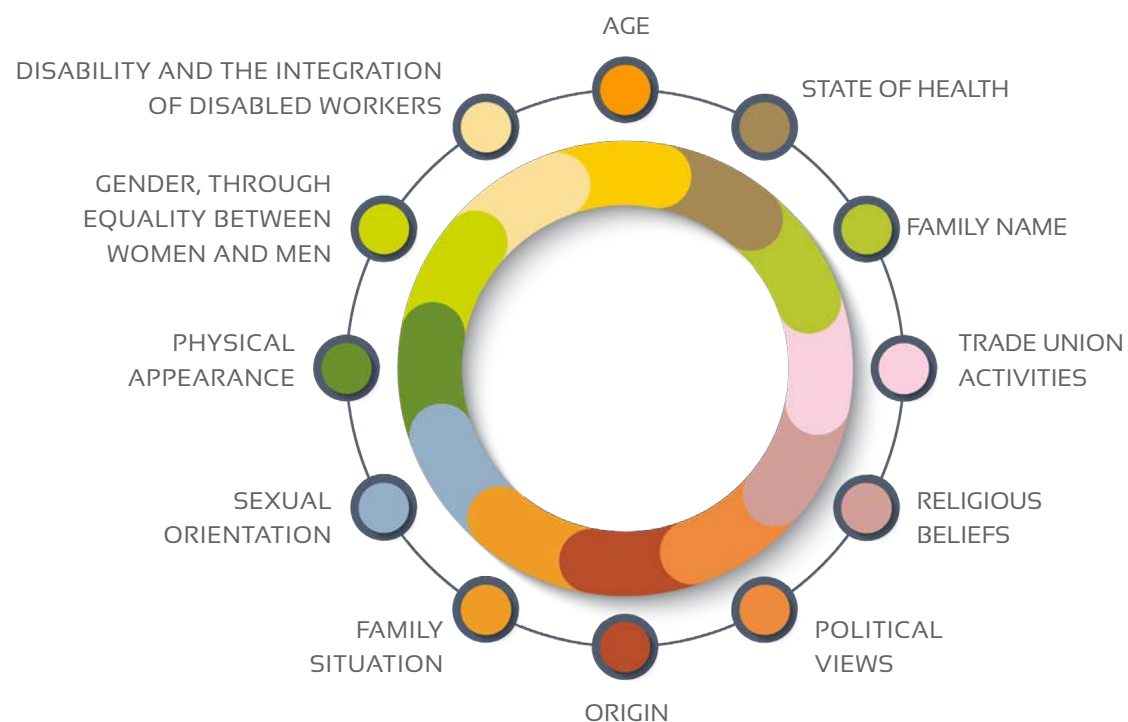 AGE
STATE OF HEALTH
FAMILY NAME
TRADE UNION
ACTIVITIES
RELIGIOUS
BELIEFS
POLITICAL
VIEWS
ORIGIN
FAMILY
SITUATION
SEXUAL
ORIENTATION
PHYSICAL
APPEARANCE
GENDER, THROUGH
EQUALITY BETWEEN
WOMEN AND MEN
DISABILITY AND THE INTEGRATION
OF DISABLED WORKERS